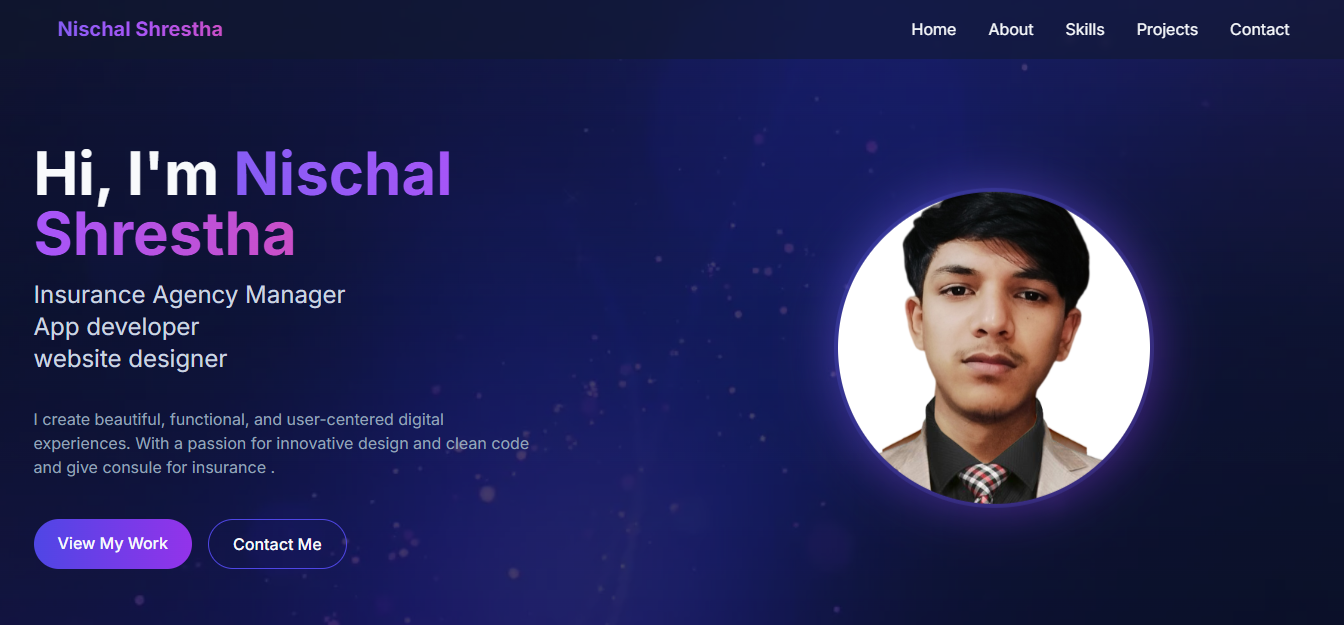 Nischal Shrestha
Home About Skills Projects Contact
Hi, I'm Nischal
Shrestha
Insurance Agency Manager
App developer
website designer
I create beautiful, functional, and user-centered digital
experiences. With a passion for innovative design and clean code
and give consule for insurance .
View My Work
Contact Me